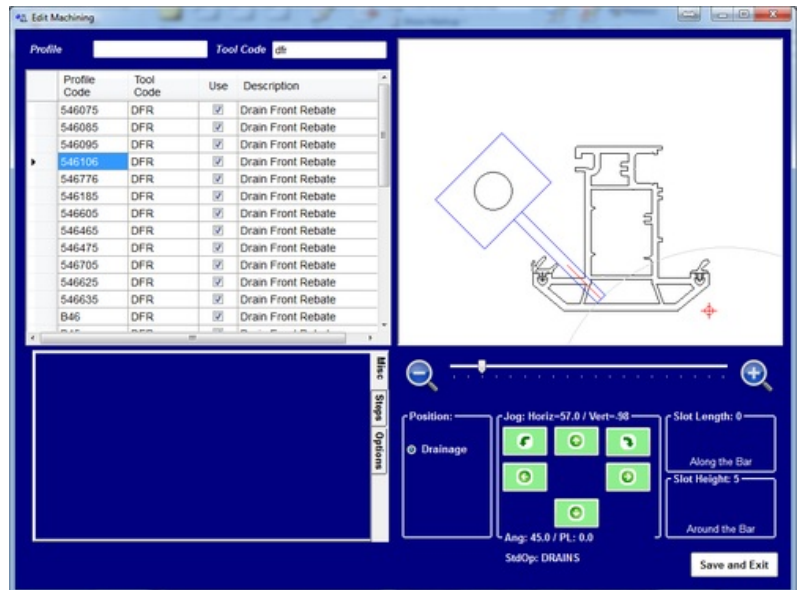 Edit Machining
Profile
Tool Code dfr
Profile Code Tool Code Use Description
546075 DFR Drain Front Rebate
546085 DFR Drain Front Rebate
546095 DFR Drain Front Rebate
546106 DFR Drain Front Rebate
546776 DFR Drain Front Rebate
546185 DFR Drain Front Rebate
546605 DFR Drain Front Rebate
546465 DFR Drain Front Rebate
546475 DFR Drain Front Rebate
546705 DFR Drain Front Rebate
546625 DFR Drain Front Rebate
546635 DFR Drain Front Rebate
B46 DFR Drain Front Rebate
Misc
Steps
Options
Position:
Drainage
Jog: Horiz=57.0 / Vert=-98
Ang: 45.0 / PL: 0.0
StdOp: DRAINS
Slot Length: 0
Along the Bar
Slot Height: 5
Around the Bar
Save and Exit